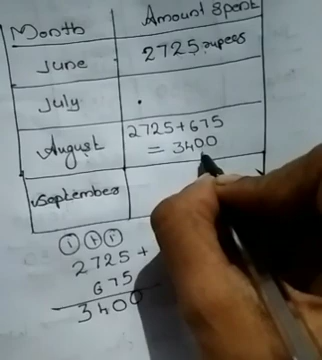 Month Amount Spent
June 2725 rupees
July .
August 2725+675
= 3400
September
1 1 1
2725+
675
3400